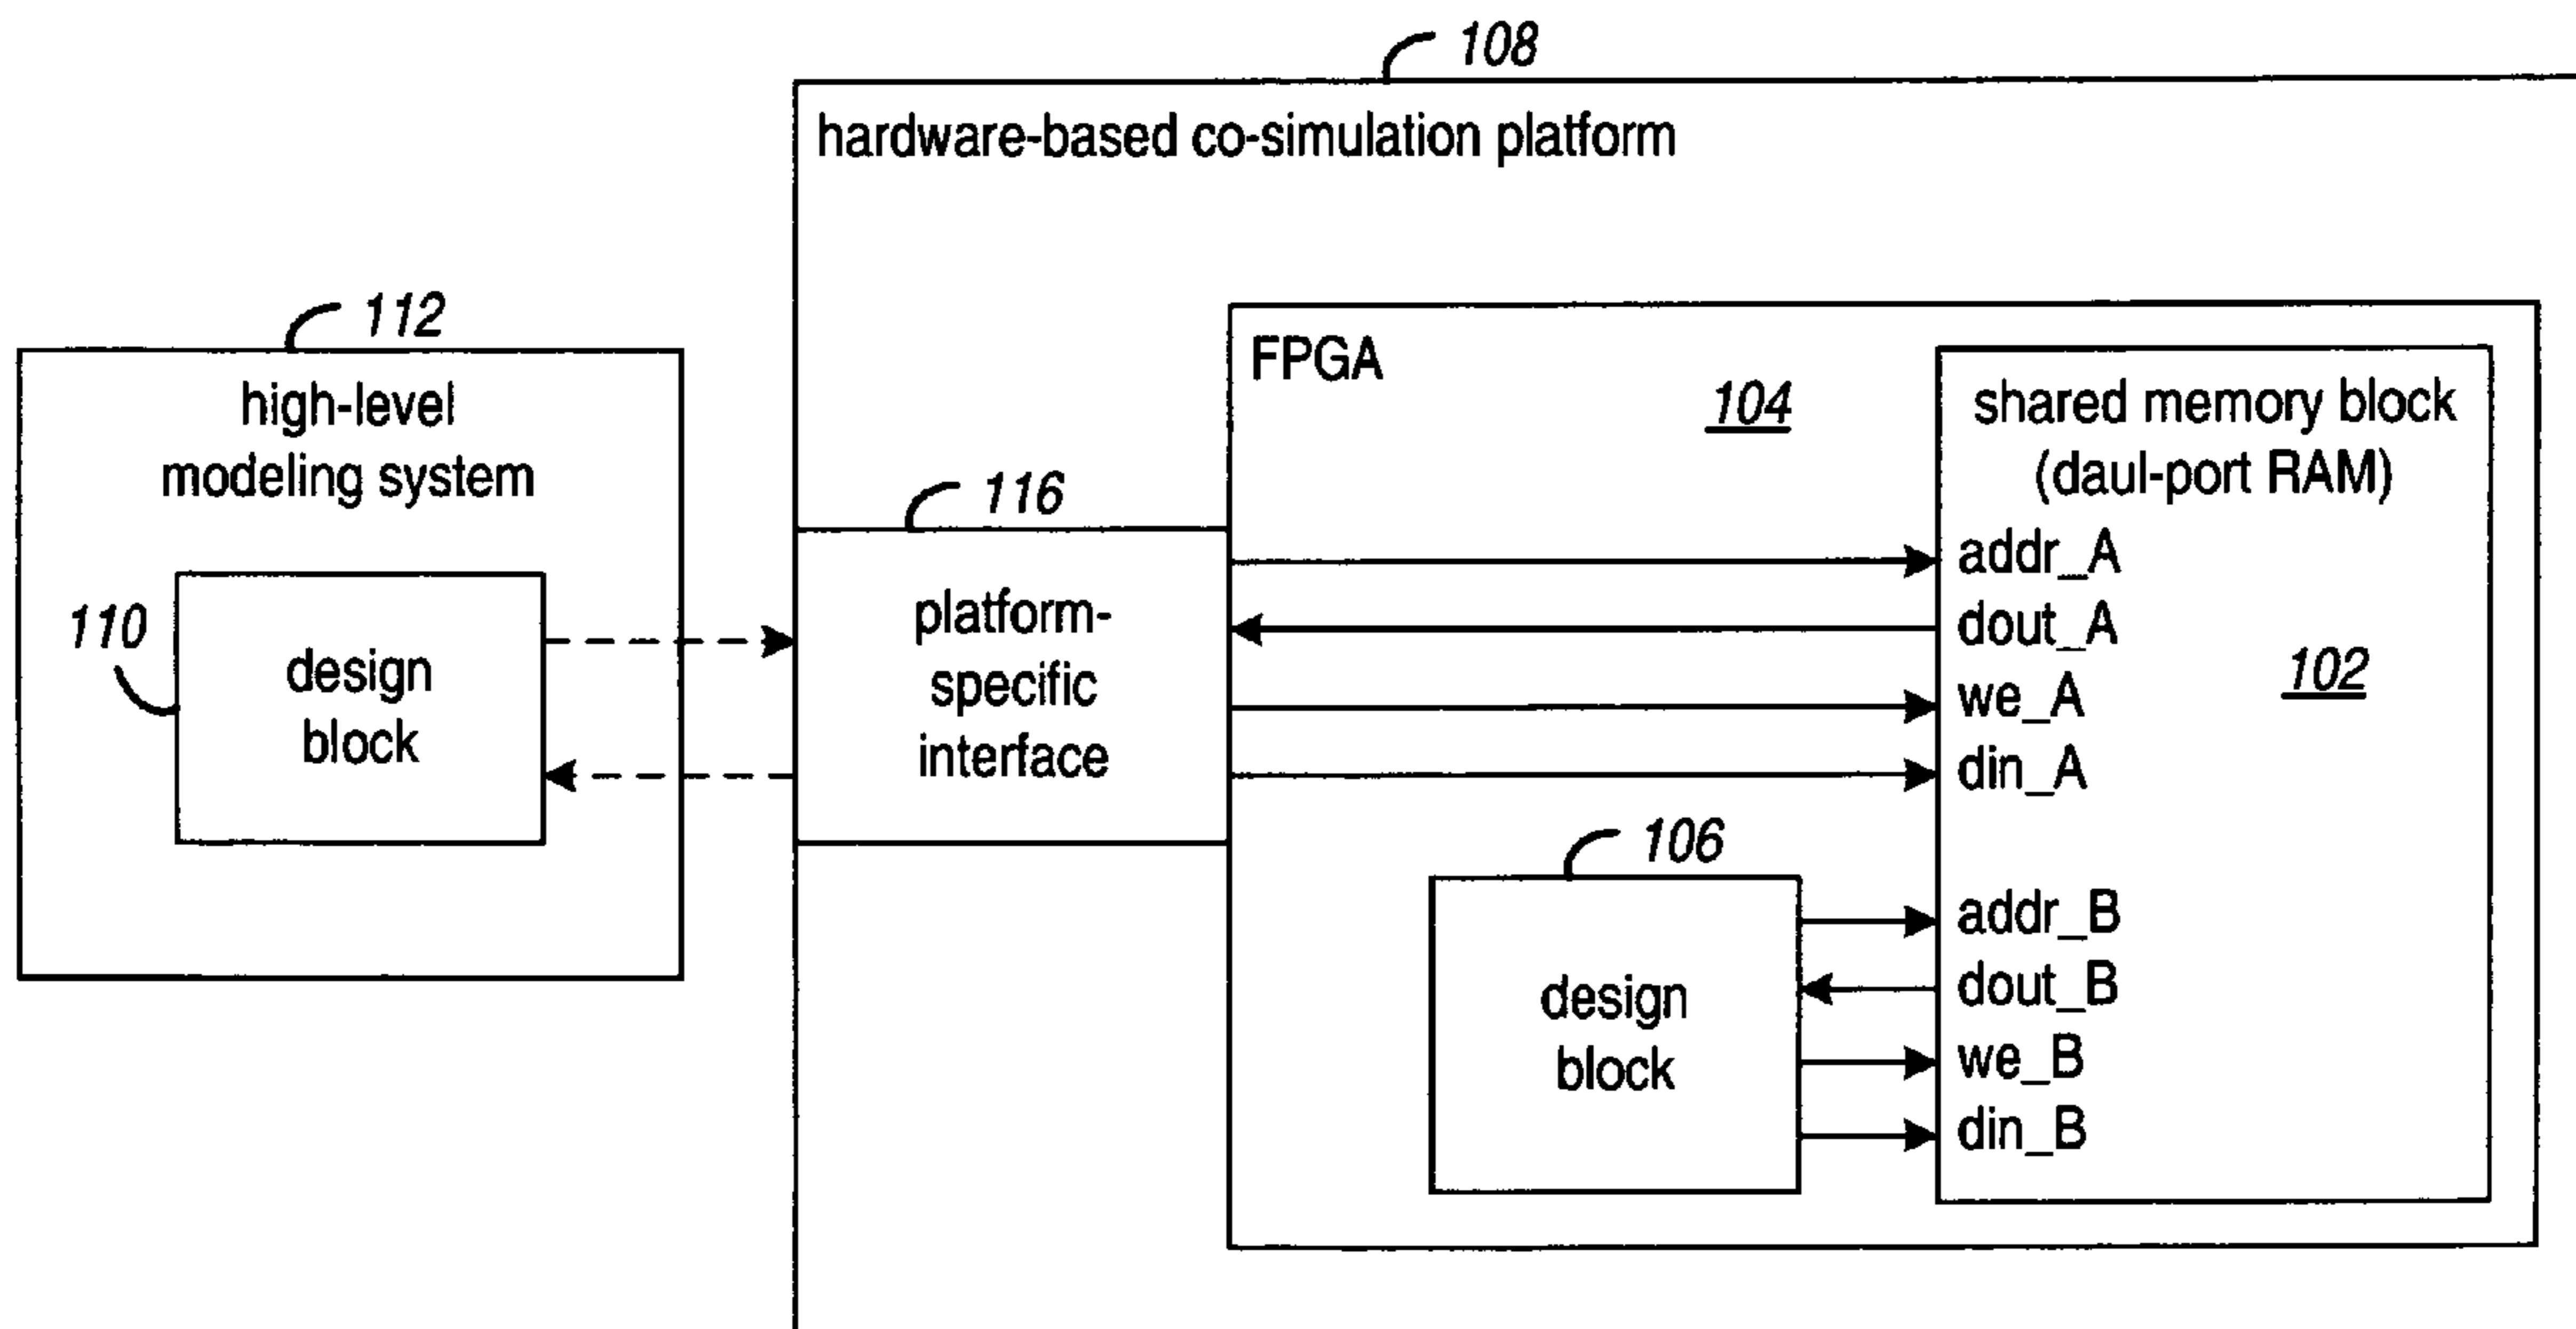 108
hardware-based co-simulation platform
112
high-level
modeling system
110
design
block
116
platform-
specific
interface
FPGA
104
shared memory block
(daul-port RAM)
addr_A
dout_A
we_A
din_A
102
106
design
block
addr_B
dout_B
we_B
din_B